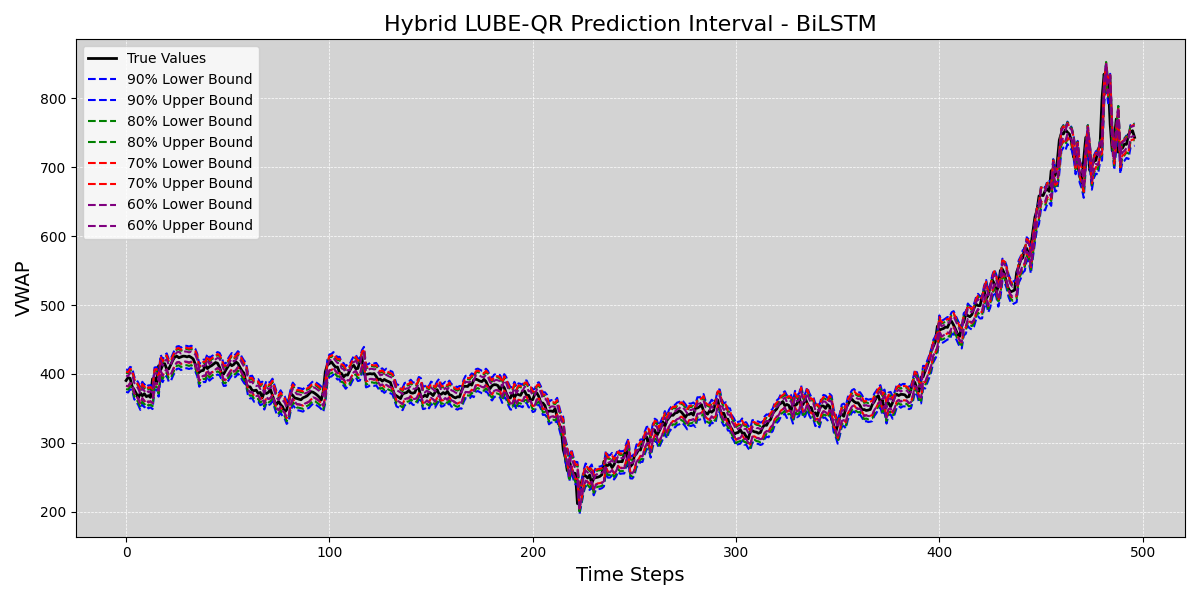 Hybrid LUBE-QR Prediction Interval - BiLSTM
True Values
90% Lower Bound
90% Upper Bound
80% Lower Bound
80% Upper Bound
70% Lower Bound
70% Upper Bound
60% Lower Bound
60% Upper Bound
VWAP
800
700
600
500
400
300
200
0
100
200
300
400
500
Time Steps